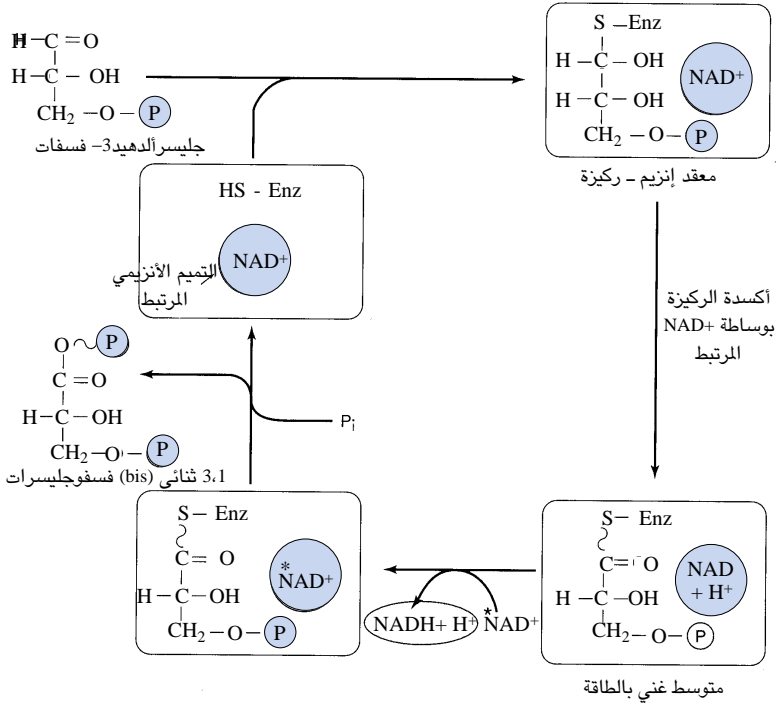 H−C=O
H−C−OH
CH₂−O−P
جليسرألدهيد3− فسفات
S−Enz
H−C−OH
H−C−OH
CH₂−O−P
NAD⁺
معقد إنزيم ــ ركيزة
HS - Enz
NAD⁺
التميم الأنزيمي
المرتبط
أكسدة الركيزة
بوساطة +NAD
المرتبط
O~P
C=O
H−C−OH
CH₂−O−P
3،1 ثنائي (bis) فسفوجليسرات
Pi
S−Enz
C=O
H−C−OH
CH₂−O−P
*NAD⁺
NADH+ H⁺
*NAD⁺
S−Enz
C=O
H−C−OH
CH₂−O−P
NAD
+ H⁺
متوسط غني بالطاقة